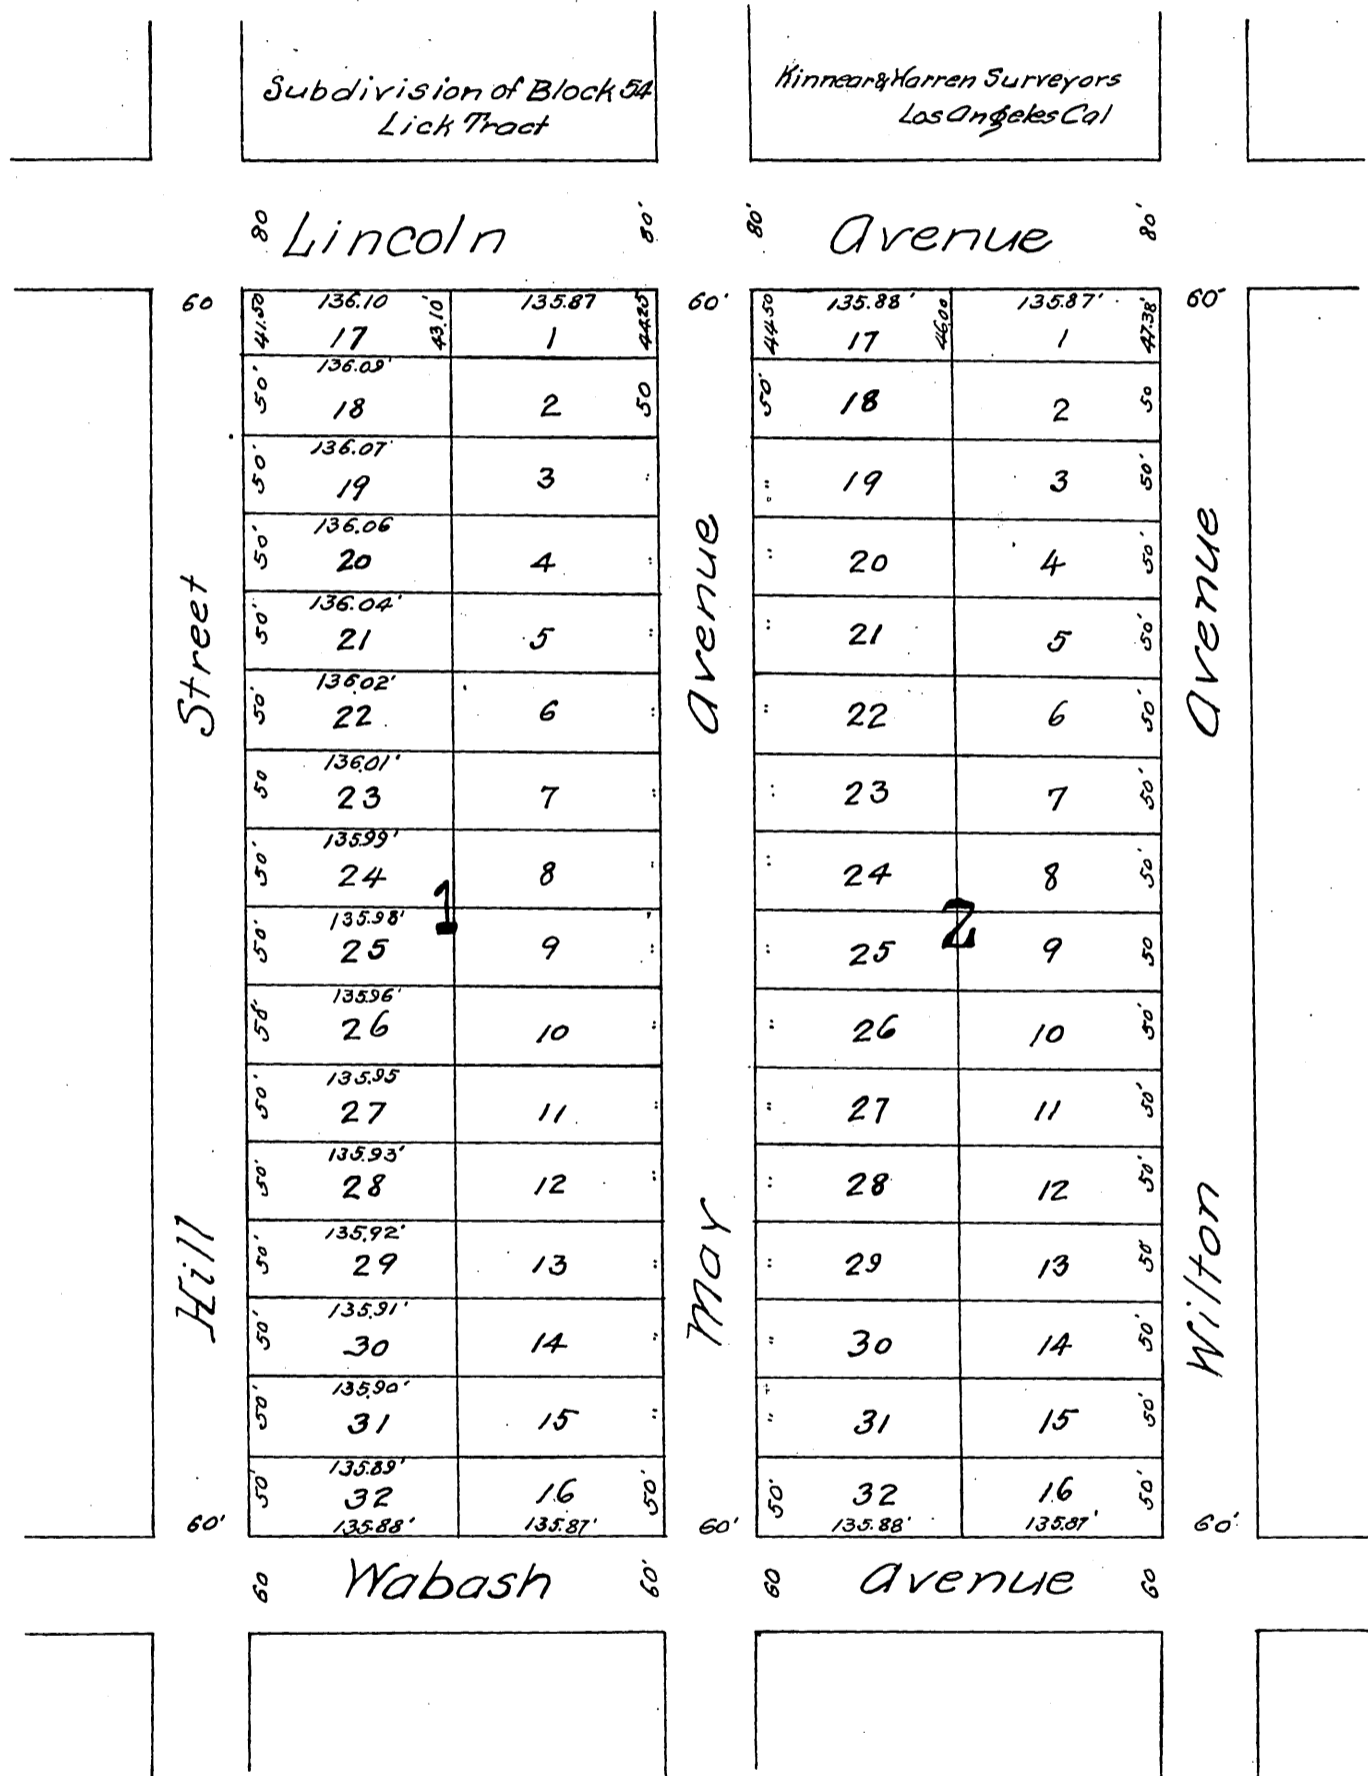 Subdivision of Block 54
Lick Tract
Kinnear & Warren Surveyors
Los Angeles Cal
80 Lincoln 80' 80' Avenue 80'
60 41.50 136.10 43.10' 135.87 44.25 60' 44.50 135.88' 46.00 135.87' 47.38' 60'
17 1 17 1
136.09'
50' 18 2 50 50' 18 2 50
136.07'
50' 19 3 " " 19 3 50'
136.06
50' 20 4 " " 20 4 50'
136.04'
50' 21 5 " " 21 5 50'
136.02'
50' 22 6 " " 22 6 50'
136.01'
50 23 7 " " 23 7 50'
135.99'
50' 24 8 " " 24 8 50'
1 2
135.98'
50' 25 9 " " 25 9 50
135.96'
50' 26 10 " " 26 10 50'
135.95
50' 27 11 " " 27 11 50'
135.93'
50' 28 12 " " 28 12 50'
135.92'
50' 29 13 " " 29 13 50'
135.91'
50' 30 14 " " 30 14 50'
135.90'
50' 31 15 " " 31 15 50'
135.89'
50' 32 16 50' 50' 32 16 50'
60' 135.88' 135.87' 60' 135.88' 135.87' 60'
Hill Street
May Avenue
Wilton Avenue
60 Wabash 60' 60 Avenue 60